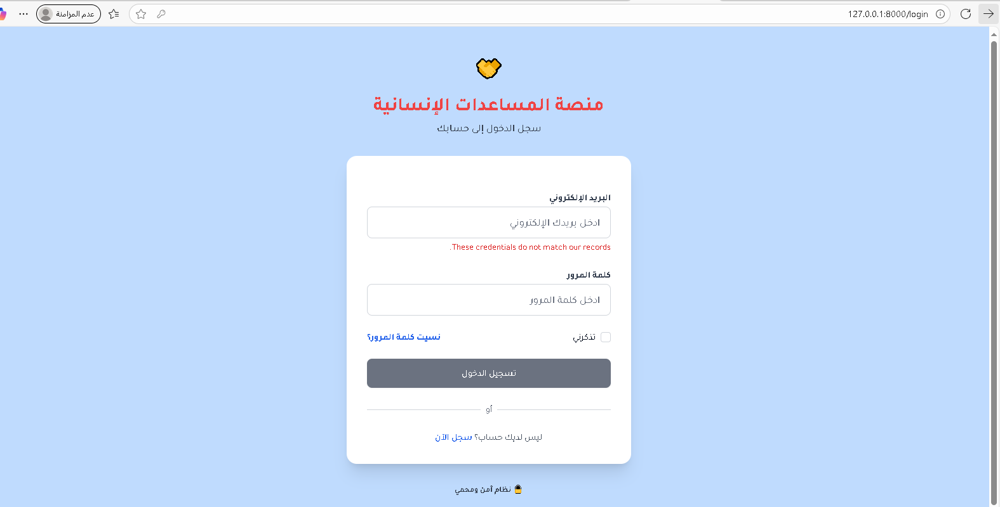 عدم المزامنة
127.0.0.1:8000/login
منصة المساعدات الإنسانية
سجل الدخول إلى حسابك
البريد الإلكتروني
ادخل بريدك الإلكتروني
.These credentials do not match our records
كلمة المرور
ادخل كلمة المرور
تذكرني
نسيت كلمة المرور؟
تسجيل الدخول
أو
ليس لديك حساب؟ سجل الآن
نظام آمن ومحمي